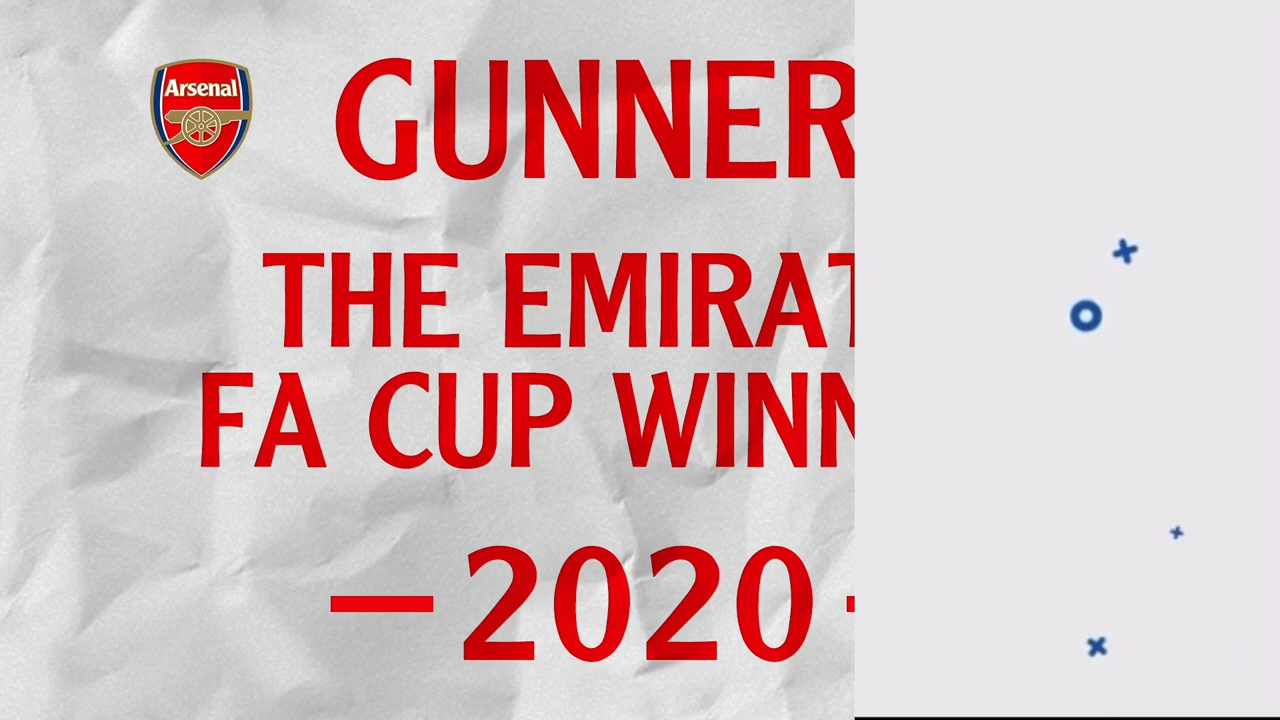 Arsenal
GUNNER
THE EMIRAT
FA CUP WINN
—2020-